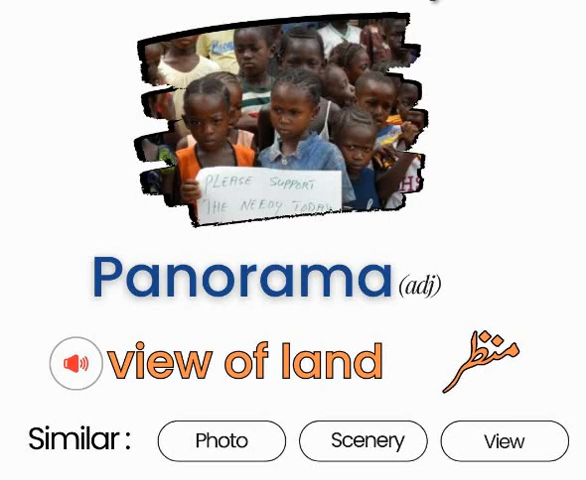 PLEASE SUPPORT
THE NEEDY TODAY
Panorama (adj)
view of land منظر
Similar: Photo Scenery View